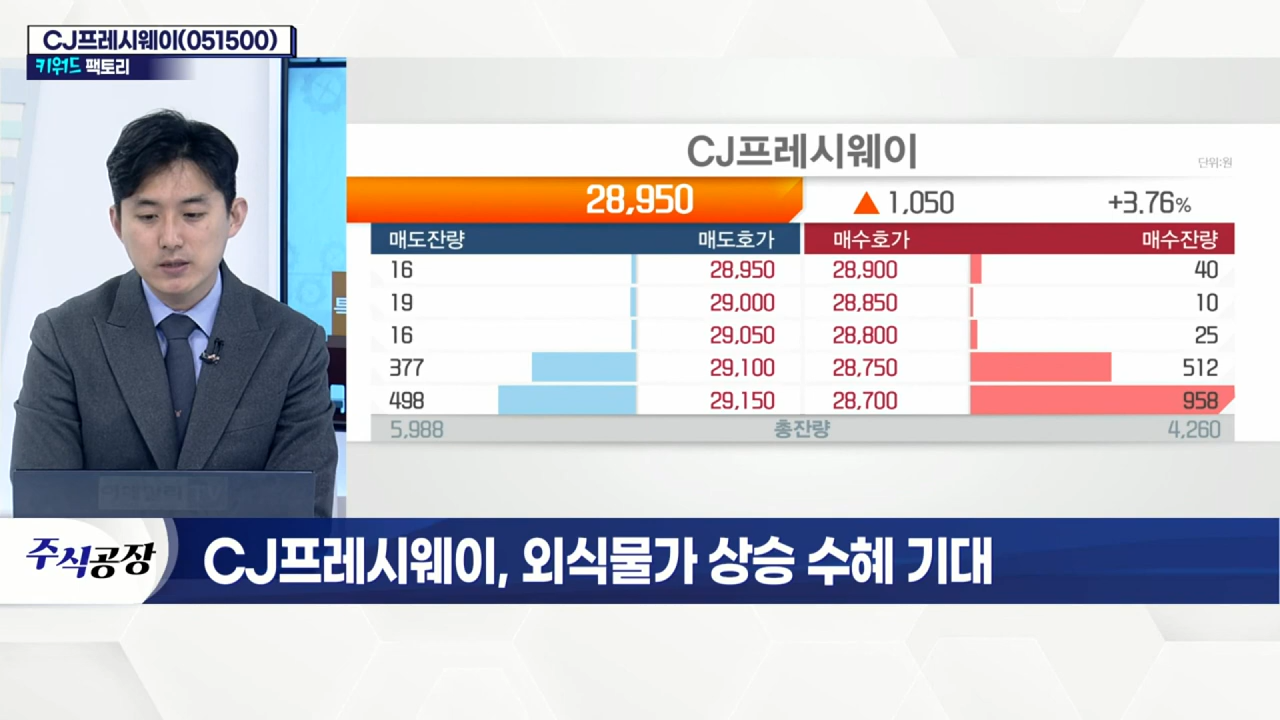 CJ프레시웨이(051500)
키워드 팩토리
CJ프레시웨이
단위:원
28,950 ▲ 1,050 +3.76%
매도잔량 매도호가 매수호가 매수잔량
16 28,950 28,900 40
19 29,000 28,850 10
16 29,050 28,800 25
377 29,100 28,750 512
498 29,150 28,700 958
5,988 총잔량 4,260
주식공장
CJ프레시웨이, 외식물가 상승 수혜 기대